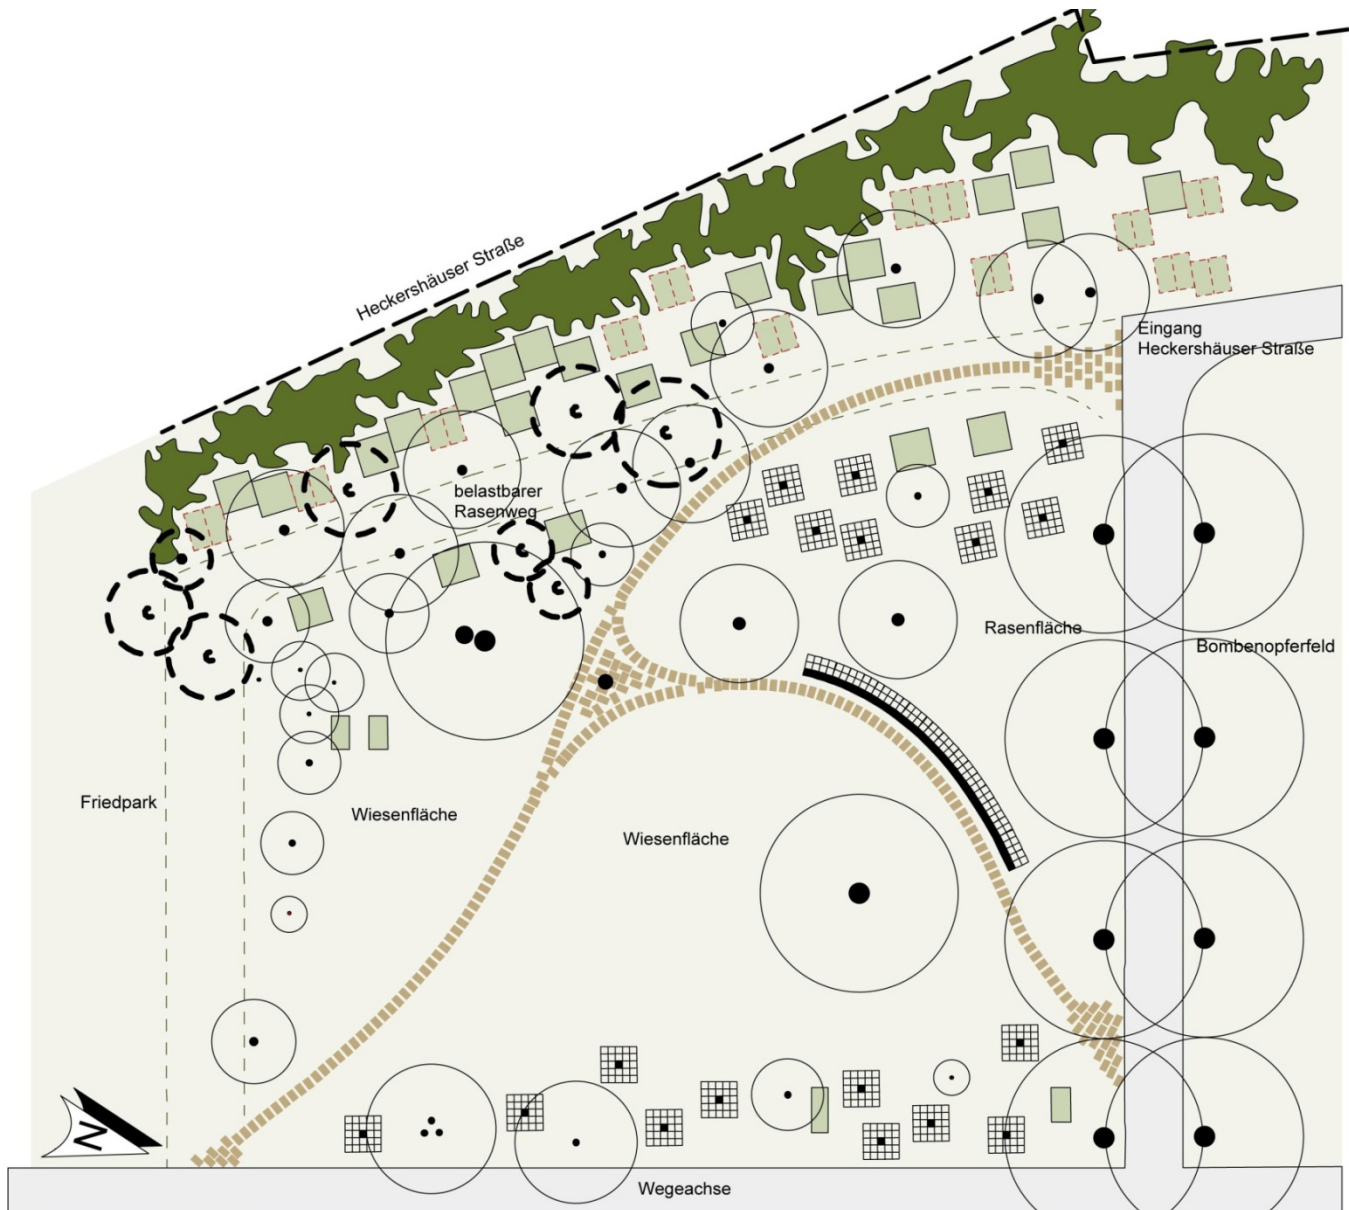 Heckershäuser Straße
Eingang
Heckershäuser Straße
belastbarer
Rasenweg
Rasenfläche
Bombenopferfeld
Friedpark
Wiesenfläche
Wiesenfläche
N
Wegeachse